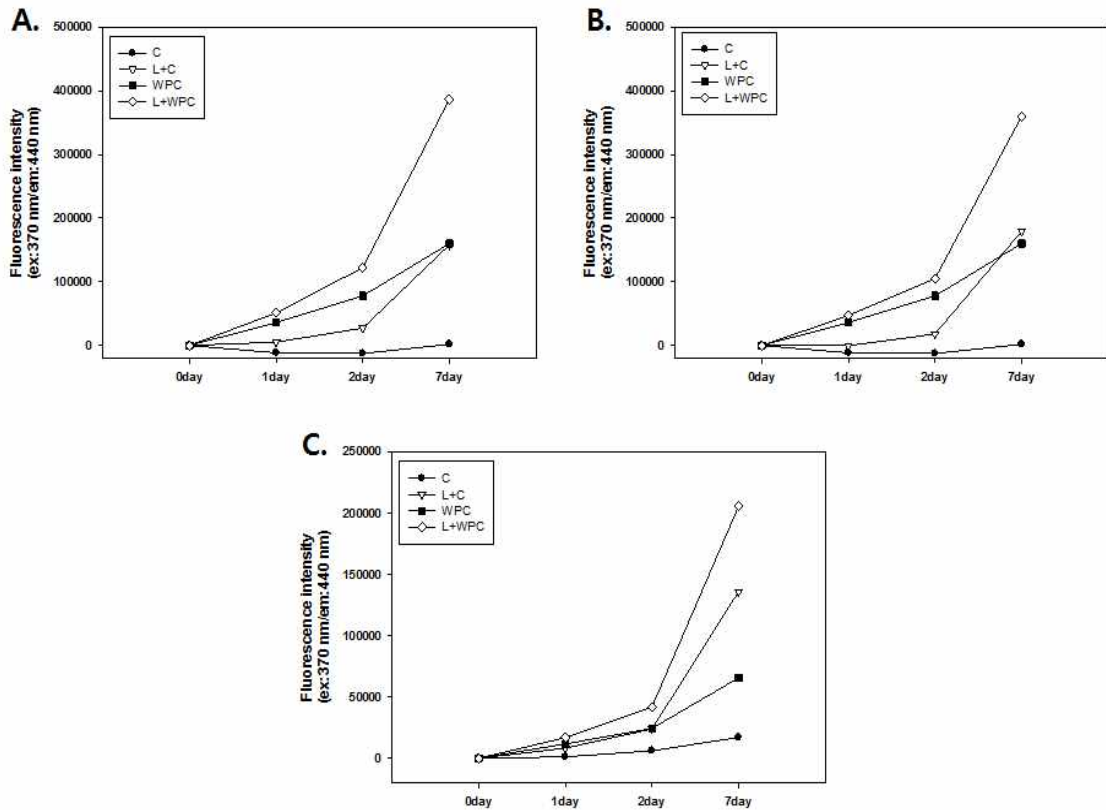 A.
Fluorescence intensity
(ex:370 nm/em:440 nm)
500000
400000
300000
200000
100000
0
C
L+C
WPC
L+WPC
0day 1day 2day 7day
B.
Fluorescence intensity
(ex:370 nm/em:440 nm)
500000
400000
300000
200000
100000
0
C
L+C
WPC
L+WPC
0day 1day 2day 7day
C.
Fluorescence intensity
(ex:370 nm/em:440 nm)
250000
200000
150000
100000
50000
0
C
L+C
WPC
L+WPC
0day 1day 2day 7day